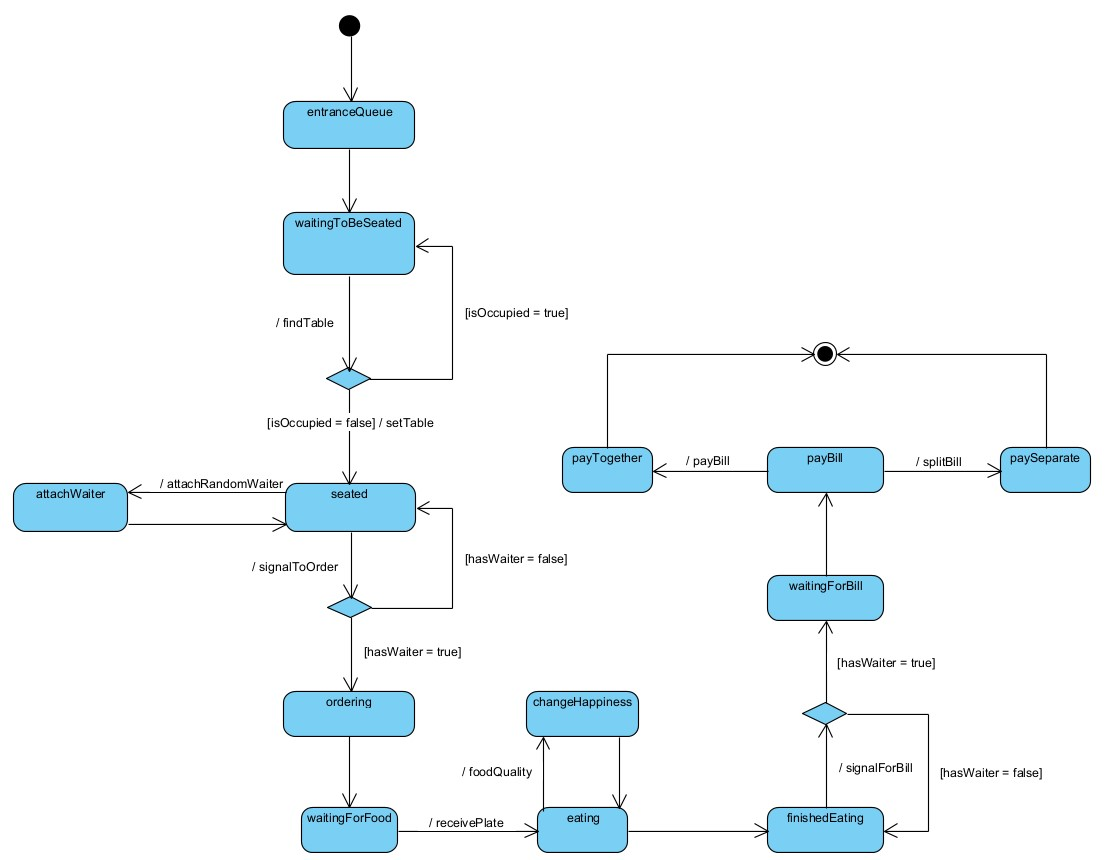 entranceQueue
waitingToBeSeated
/ findTable
[isOccupied = true]
[isOccupied = false] / setTable
attachWaiter
/ attachRandomWaiter
seated
/ signalToOrder
[hasWaiter = false]
[hasWaiter = true]
ordering
waitingForFood
/ receivePlate
changeHappiness
/ foodQuality
eating
finishedEating
/ signalForBill
[hasWaiter = false]
[hasWaiter = true]
waitingForBill
payTogether
/ payBill
payBill
/ splitBill
paySeparate